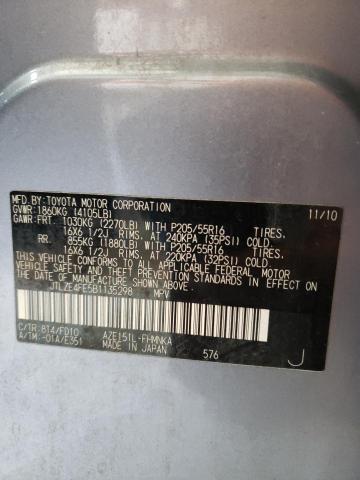 MFD.BY:TOYOTA MOTOR CORPORATION 11/10
GVWR:1860KG (4105LB)
GAWR:FRT. 1030KG (2270LB) WITH P205/55R16 TIRES.
16X6 1/2J RIMS. AT 240KPA (35PSI) COLD.
RR. 855KG (1880LB) WITH P205/55R16 TIRES.
16X6 1/2J RIMS. AT 220KPA (32PSI) COLD.
THIS VEHICLE CONFORMS TO ALL APPLICABLE FEDERAL
MOTOR VEHICLE SAFETY AND THEFT PREVENTION STANDARDS IN
EFFECT ON THE DATE OF MANUFACTURE SHOWN ABOVE.
JTLZE4FE5B1135298 MPV
C/TR:8T4/FD10 AZE151L-FHMNKA
A/TM:-01A/E351 MADE IN JAPAN 576 J